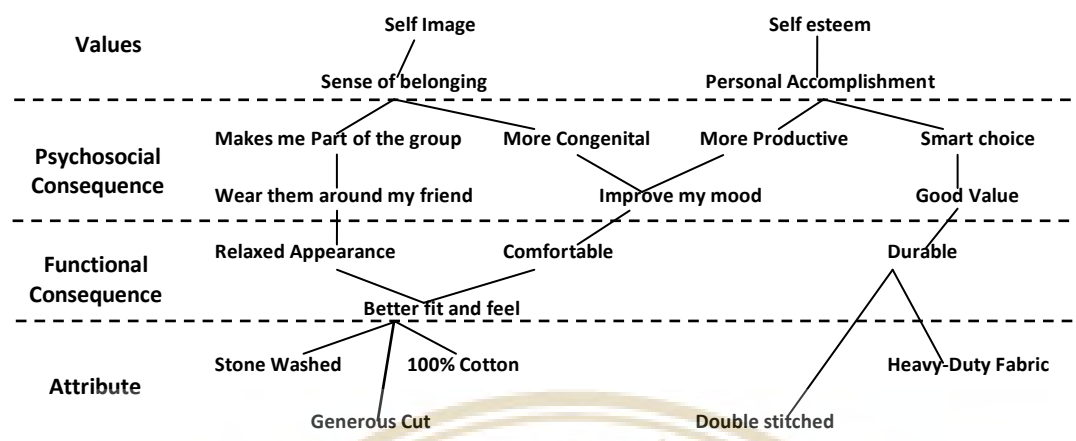 Self Image Self esteem
Values
Sense of belonging Personal Accomplishment
Makes me Part of the group More Congenital More Productive Smart choice
Psychosocial
Consequence
Wear them around my friend Improve my mood Good Value
Relaxed Appearance Comfortable Durable
Functional
Consequence
Better fit and feel
Stone Washed 100% Cotton Heavy-Duty Fabric
Attribute
Generous Cut Double stitched